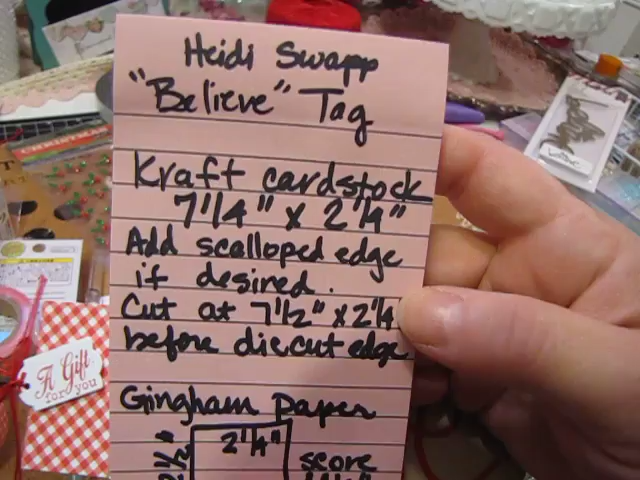 Heidi Swapp
"Believe" Tag
Kraft cardstock
7 1/4" x 2 1/4"
Add scalloped edge
if desired.
Cut at 7 1/2" x 2 1/4
before diecut edge
Gingham paper
2 1/4"
score
A Gift
for you